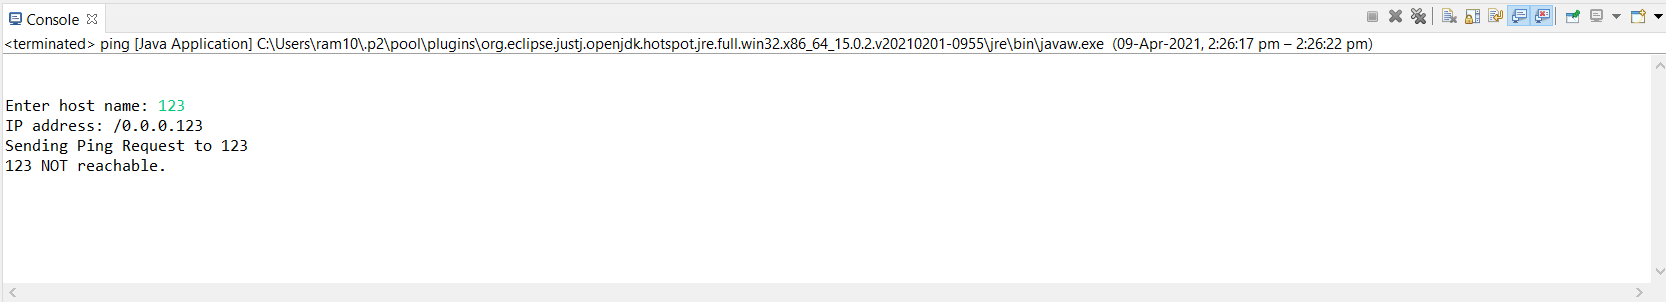 Console
<terminated> ping [Java Application] C:\Users\ram10\.p2\pool\plugins\org.eclipse.justj.openjdk.hotspot.jre.full.win32.x86_64_15.0.2.v20210201-0955\jre\bin\javaw.exe (09-Apr-2021, 2:26:17 pm – 2:26:22 pm)
Enter host name: 123
IP address: /0.0.0.123
Sending Ping Request to 123
123 NOT reachable.